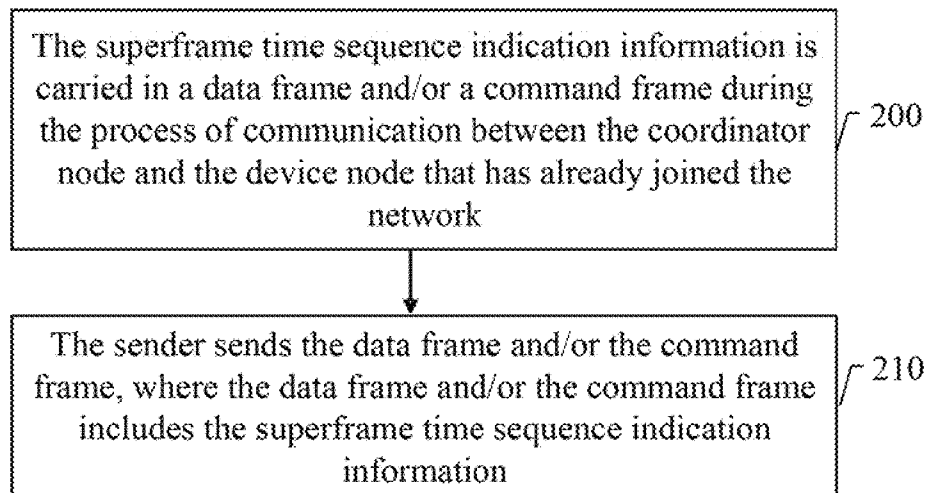 The superframe time sequence indication information is
carried in a data frame and/or a command frame during
the process of communication between the coordinator
node and the device node that has already joined the
network
200
The sender sends the data frame and/or the command
frame, where the data frame and/or the command frame
includes the superframe time sequence indication
information
210